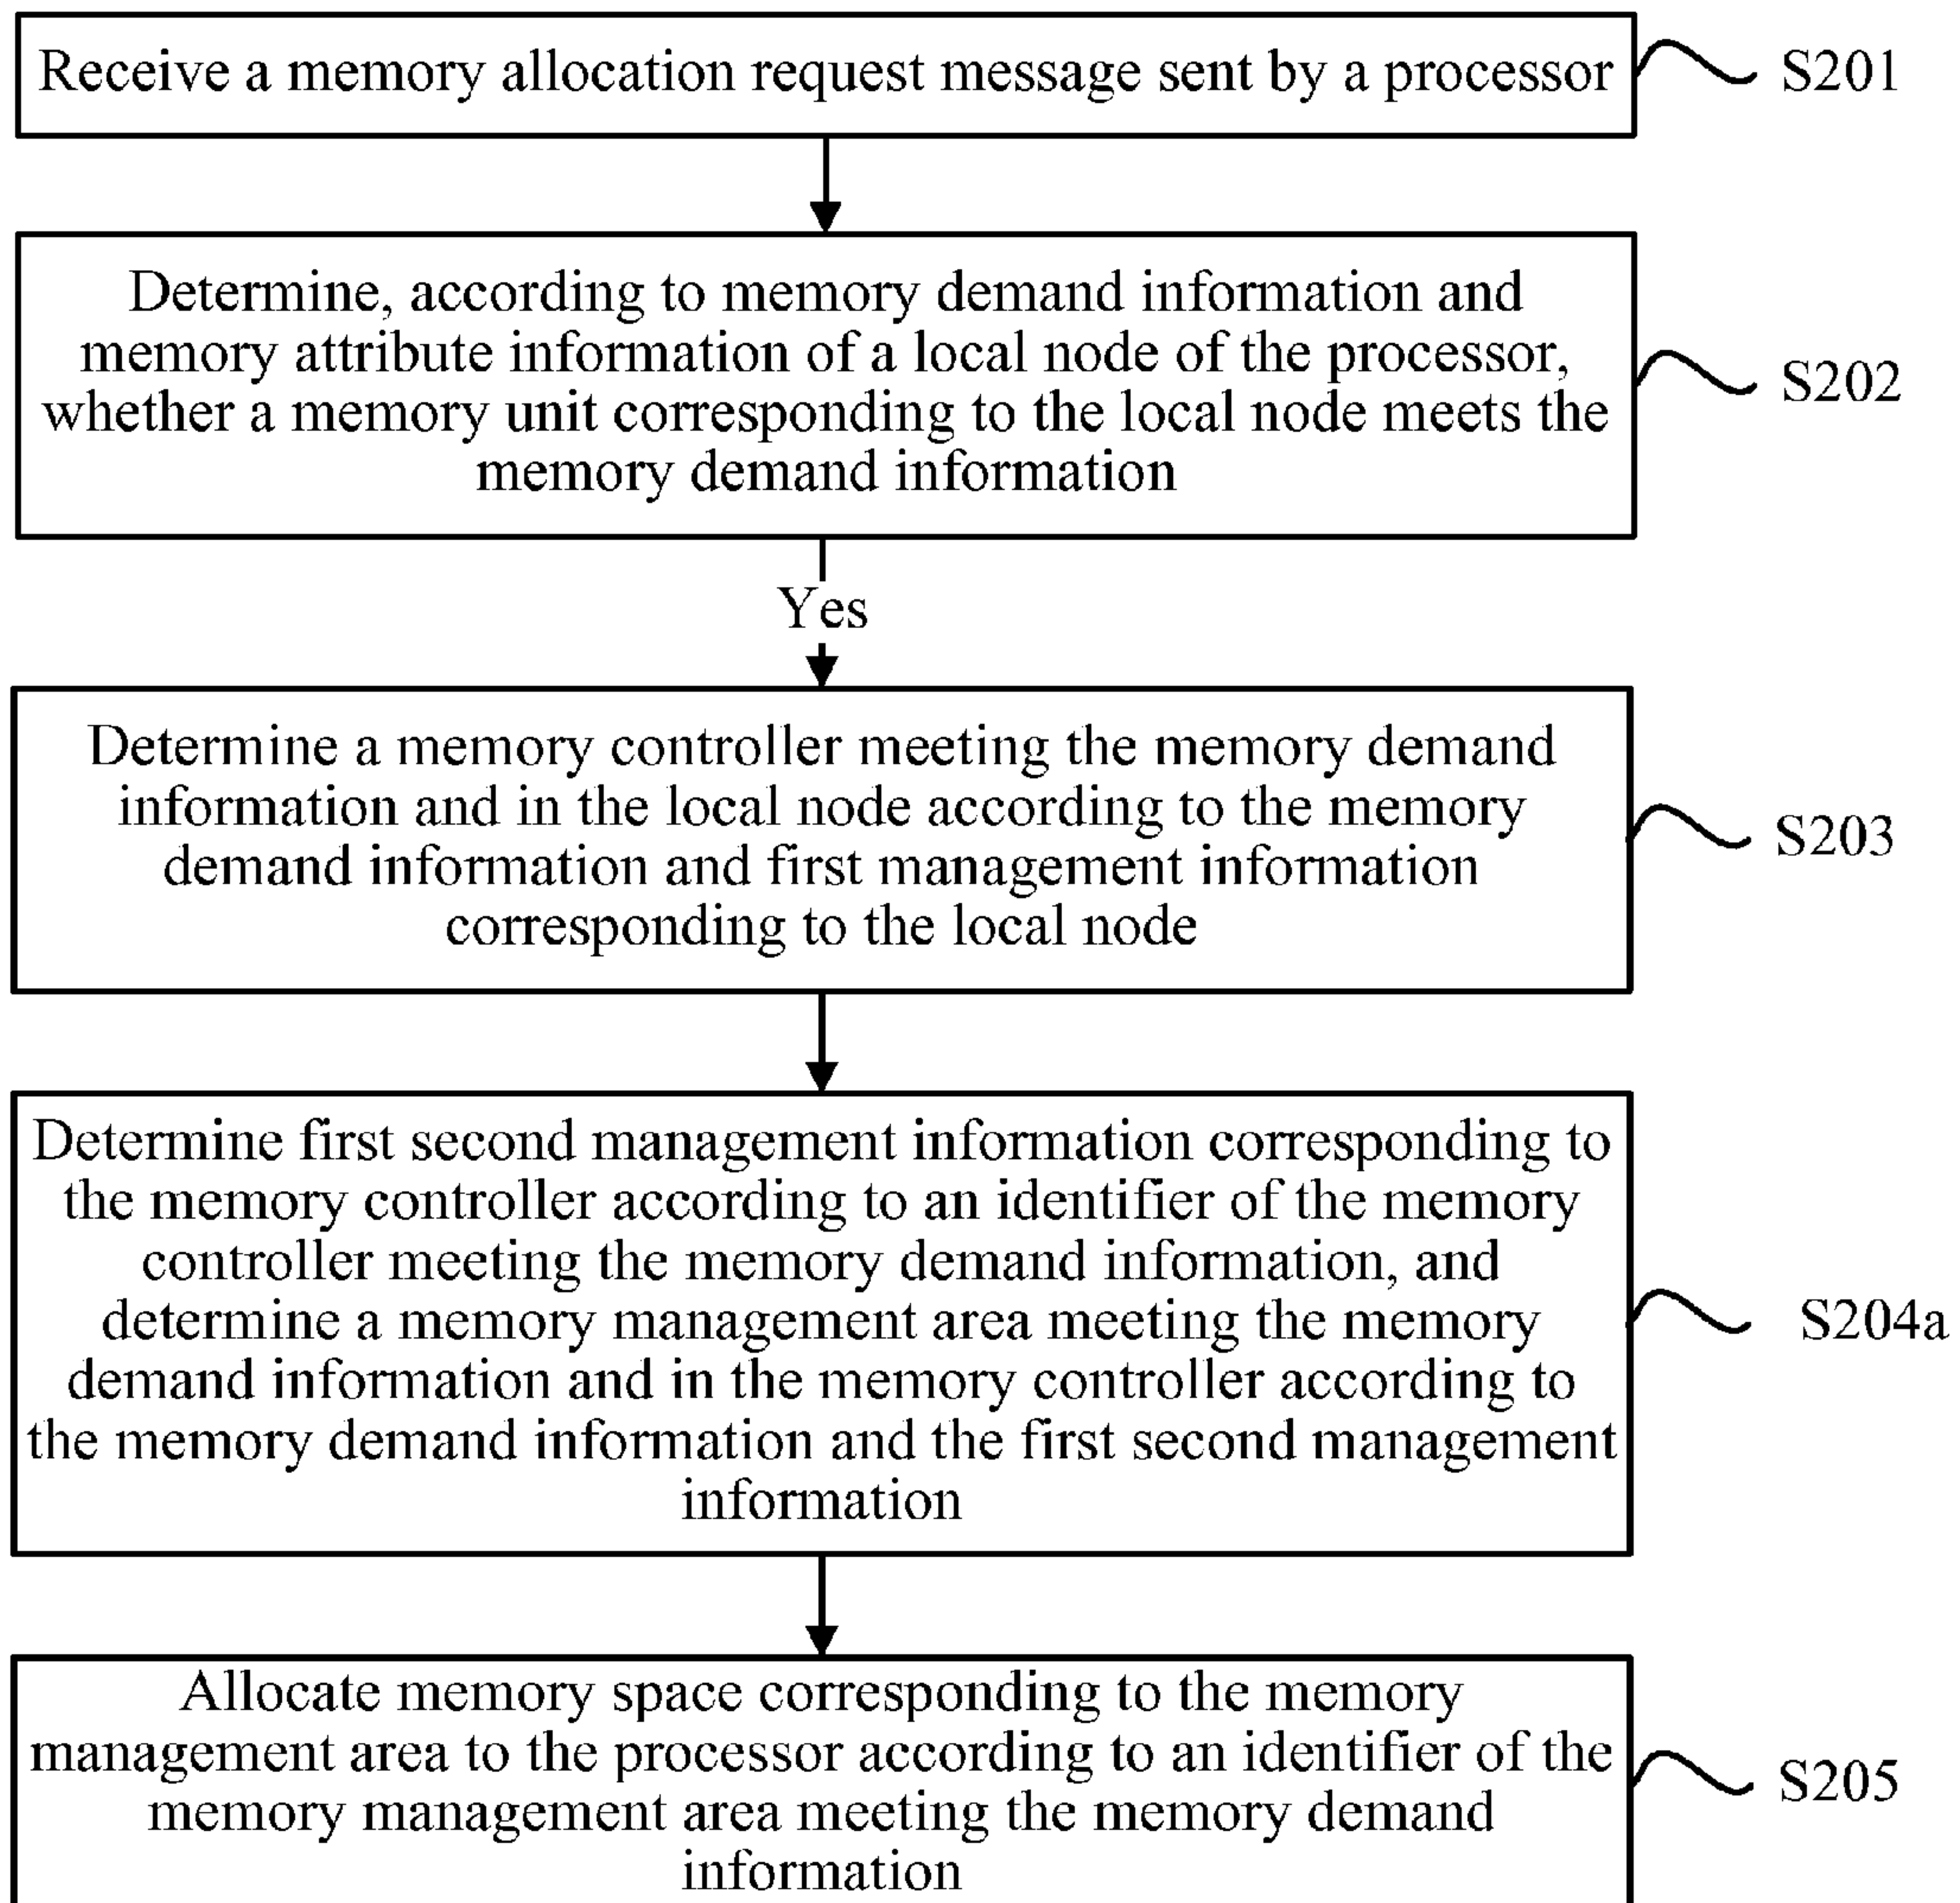 Receive a memory allocation request message sent by a processor
S201
Determine, according to memory demand information and
memory attribute information of a local node of the processor,
whether a memory unit corresponding to the local node meets the
memory demand information
S202
Yes
Determine a memory controller meeting the memory demand
information and in the local node according to the memory
demand information and first management information
corresponding to the local node
S203
Determine first second management information corresponding to
the memory controller according to an identifier of the memory
controller meeting the memory demand information, and
determine a memory management area meeting the memory
demand information and in the memory controller according to
the memory demand information and the first second management
information
S204a
Allocate memory space corresponding to the memory
management area to the processor according to an identifier of the
memory management area meeting the memory demand
information
S205